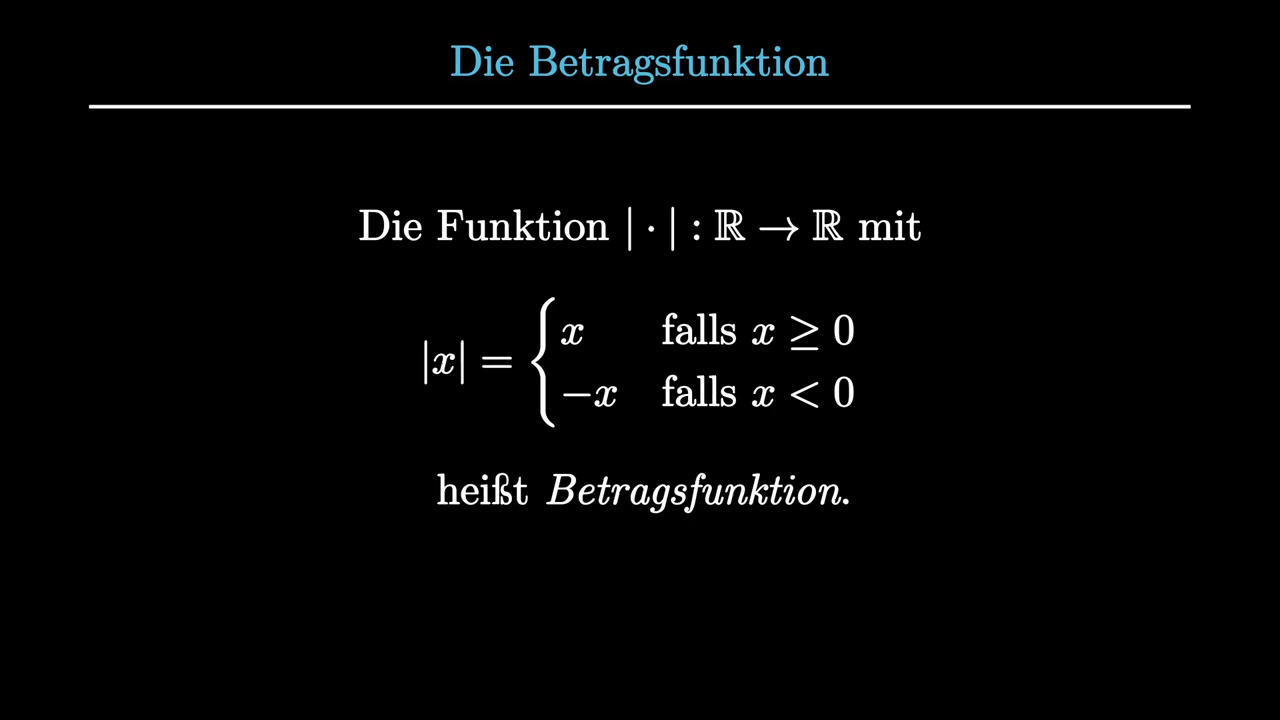 Die Betragsfunktion
Die Funktion | · | : ℝ → ℝ mit
|x| = { x falls x ≥ 0
−x falls x < 0
heißt Betragsfunktion.